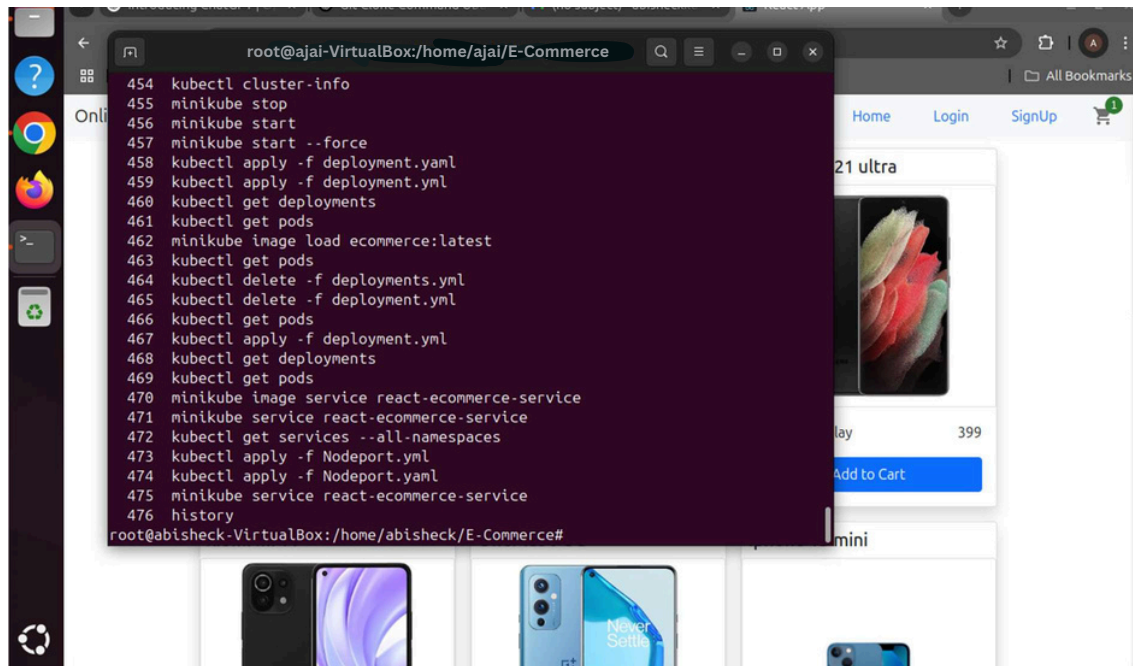 (no subject) - abisheckm
React App
root@ajai-VirtualBox:/home/ajai/E-Commerce
A
All Bookmarks
Onli
Home
Login
SignUp
1
454 kubectl cluster-info
455 minikube stop
456 minikube start
457 minikube start --force
458 kubectl apply -f deployment.yaml
459 kubectl apply -f deployment.yml
460 kubectl get deployments
461 kubectl get pods
462 minikube image load ecommerce:latest
463 kubectl get pods
464 kubectl delete -f deployments.yml
465 kubectl delete -f deployment.yml
466 kubectl get pods
467 kubectl apply -f deployment.yml
468 kubectl get deployments
469 kubectl get pods
470 minikube image service react-ecommerce-service
471 minikube service react-ecommerce-service
472 kubectl get services --all-namespaces
473 kubectl apply -f Nodeport.yml
474 kubectl apply -f Nodeport.yaml
475 minikube service react-ecommerce-service
476 history
root@abisheck-VirtualBox:/home/abisheck/E-Commerce#
21 ultra
lay
399
Add to Cart
mini
Never
Settle